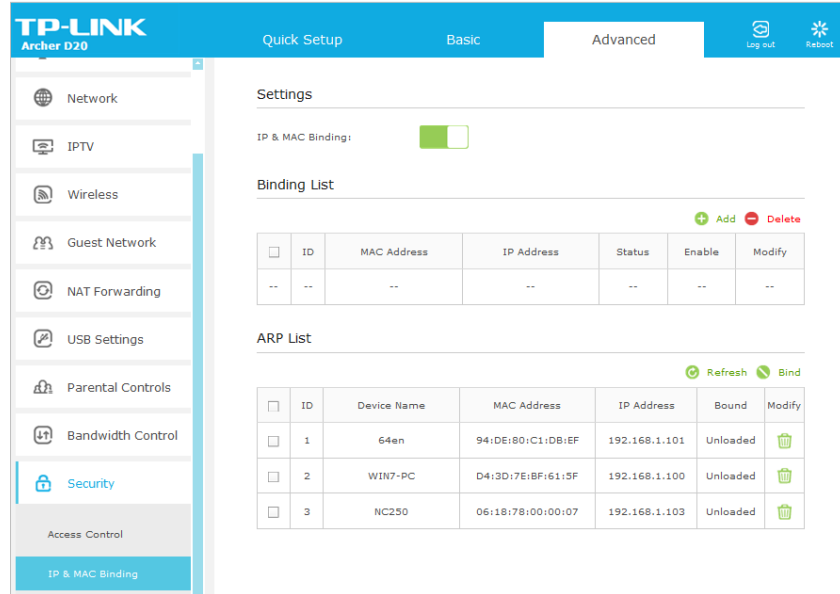 TP-LINK
Archer D20
Quick Setup
Basic
Advanced
Log out
Reboot
Network
IPTV
Wireless
Guest Network
NAT Forwarding
USB Settings
Parental Controls
Bandwidth Control
Security
Access Control
IP & MAC Binding
Settings
IP & MAC Binding:
Binding List
Add Delete
ID MAC Address IP Address Status Enable Modify
-- -- -- -- -- -- --
ARP List
Refresh Bind
ID Device Name MAC Address IP Address Bound Modify
1 64en 94:DE:80:C1:DB:EF 192.168.1.101 Unloaded
2 WIN7-PC D4:3D:7E:BF:61:5F 192.168.1.100 Unloaded
3 NC250 06:18:78:00:00:07 192.168.1.103 Unloaded